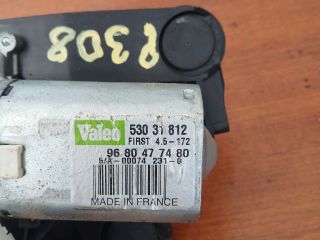 P308
Valeo 530 31 812
FIRST 4.5-172
96 80 47 74 80
S/A-00074 231-8
MADE IN FRANCE